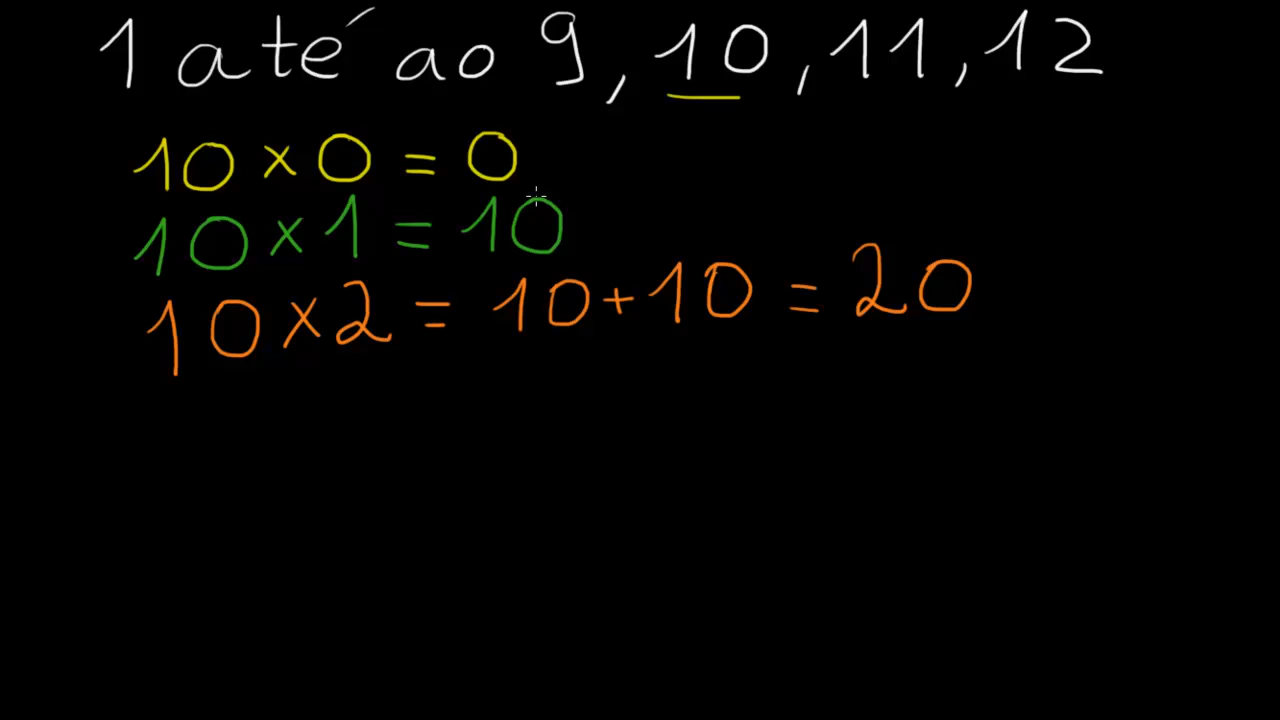 1 até ao 9, 10, 11, 12
10 × 0 = 0
10 × 1 = 10
10 × 2 = 10 + 10 = 20